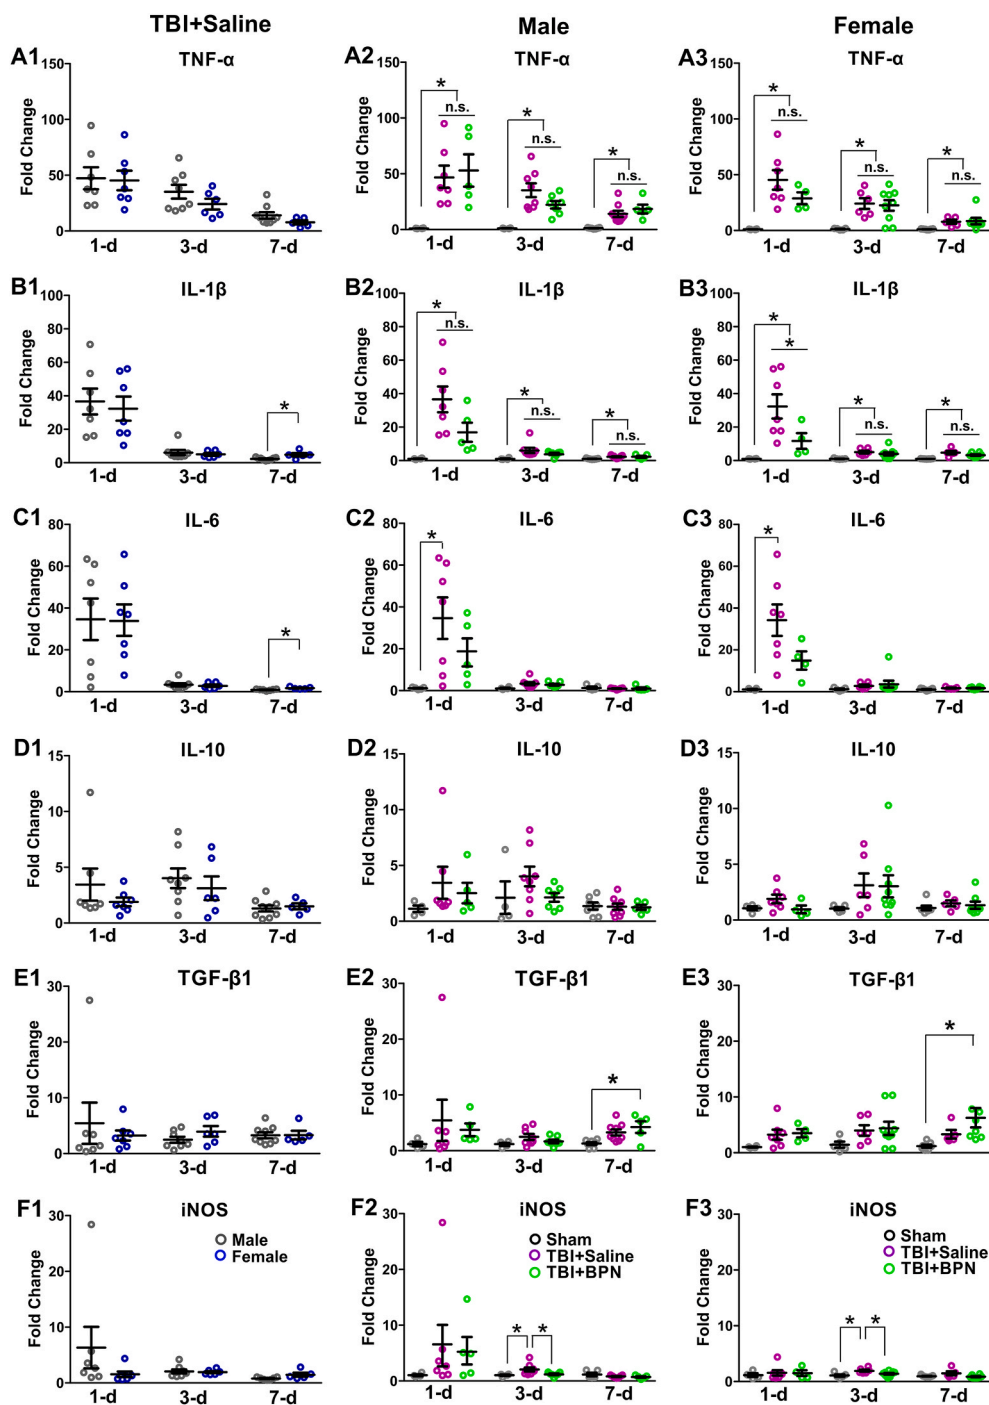 TBI+Saline Male Female
A1 TNF-α A2 TNF-α A3 TNF-α
Fold Change
150
100
50
0
1-d 3-d 7-d
Fold Change
150
100
50
0
* n.s. * n.s. * n.s.
1-d 3-d 7-d
Fold Change
150
100
50
0
* n.s. * n.s. * n.s.
1-d 3-d 7-d
B1 IL-1β B2 IL-1β B3 IL-1β
Fold Change
100
80
60
40
20
0
*
1-d 3-d 7-d
Fold Change
100
80
60
40
20
0
* n.s. * n.s. * n.s.
1-d 3-d 7-d
Fold Change
100
80
60
40
20
0
* * * n.s. * n.s.
1-d 3-d 7-d
C1 IL-6 C2 IL-6 C3 IL-6
Fold Change
80
60
40
20
0
*
1-d 3-d 7-d
Fold Change
80
60
40
20
0
*
1-d 3-d 7-d
Fold Change
80
60
40
20
0
*
1-d 3-d 7-d
D1 IL-10 D2 IL-10 D3 IL-10
Fold Change
15
10
5
0
1-d 3-d 7-d
Fold Change
15
10
5
0
1-d 3-d 7-d
Fold Change
15
10
5
0
1-d 3-d 7-d
E1 TGF-β1 E2 TGF-β1 E3 TGF-β1
Fold Change
30
20
10
0
1-d 3-d 7-d
Fold Change
30
20
10
0
*
1-d 3-d 7-d
Fold Change
30
20
10
0
*
1-d 3-d 7-d
F1 iNOS F2 iNOS F3 iNOS
Fold Change
30
20
10
0
Male
Female
1-d 3-d 7-d
Fold Change
30
20
10
0
Sham
TBI+Saline
TBI+BPN
* *
1-d 3-d 7-d
Fold Change
30
20
10
0
Sham
TBI+Saline
TBI+BPN
* *
1-d 3-d 7-d